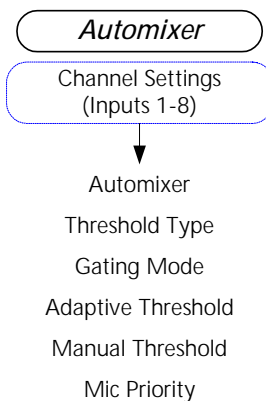 Automixer
Channel Settings
(Inputs 1-8)
Automixer
Threshold Type
Gating Mode
Adaptive Threshold
Manual Threshold
Mic Priority